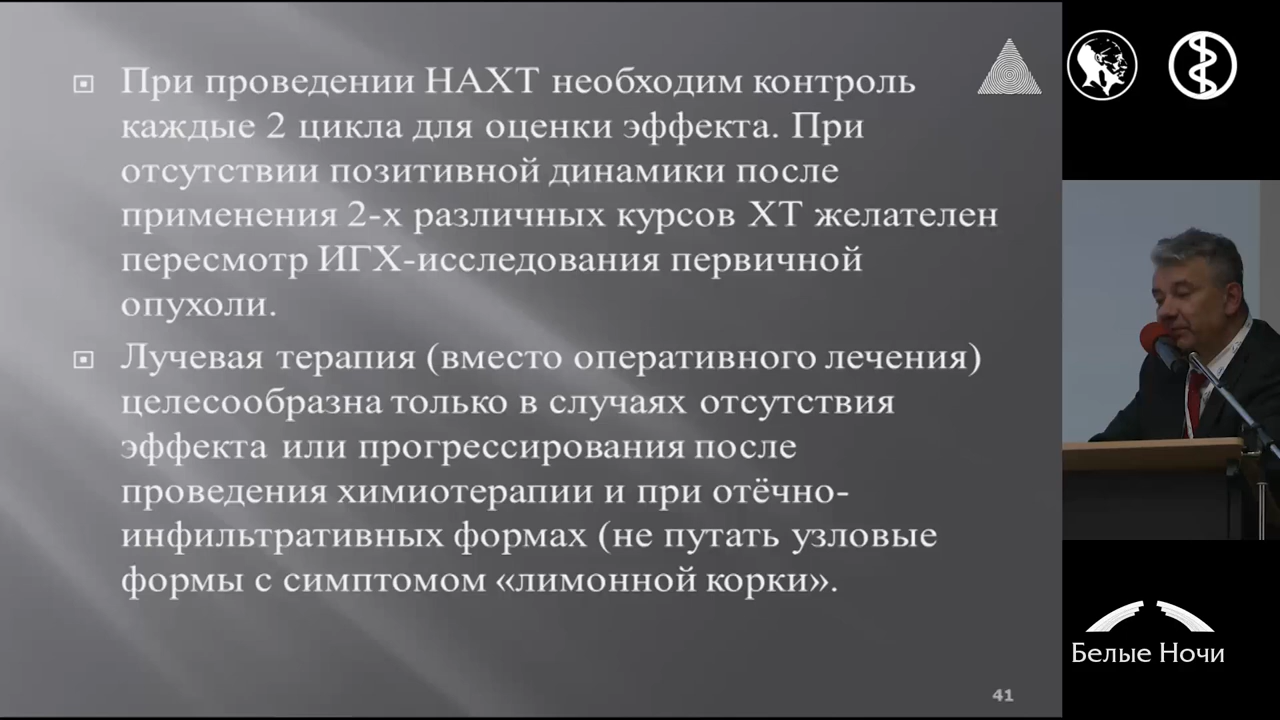 При проведении НАХТ необходим контроль
каждые 2 цикла для оценки эффекта. При
отсутствии позитивной динамики после
применения 2-х различных курсов ХТ желателен
пересмотр ИГХ-исследования первичной
опухоли.
Лучевая терапия (вместо оперативного лечения)
целесообразна только в случаях отсутствия
эффекта или прогрессирования после
проведения химиотерапии и при отёчно-
инфильтративных формах (не путать узловые
формы с симптомом «лимонной корки».
41
Белые Ночи